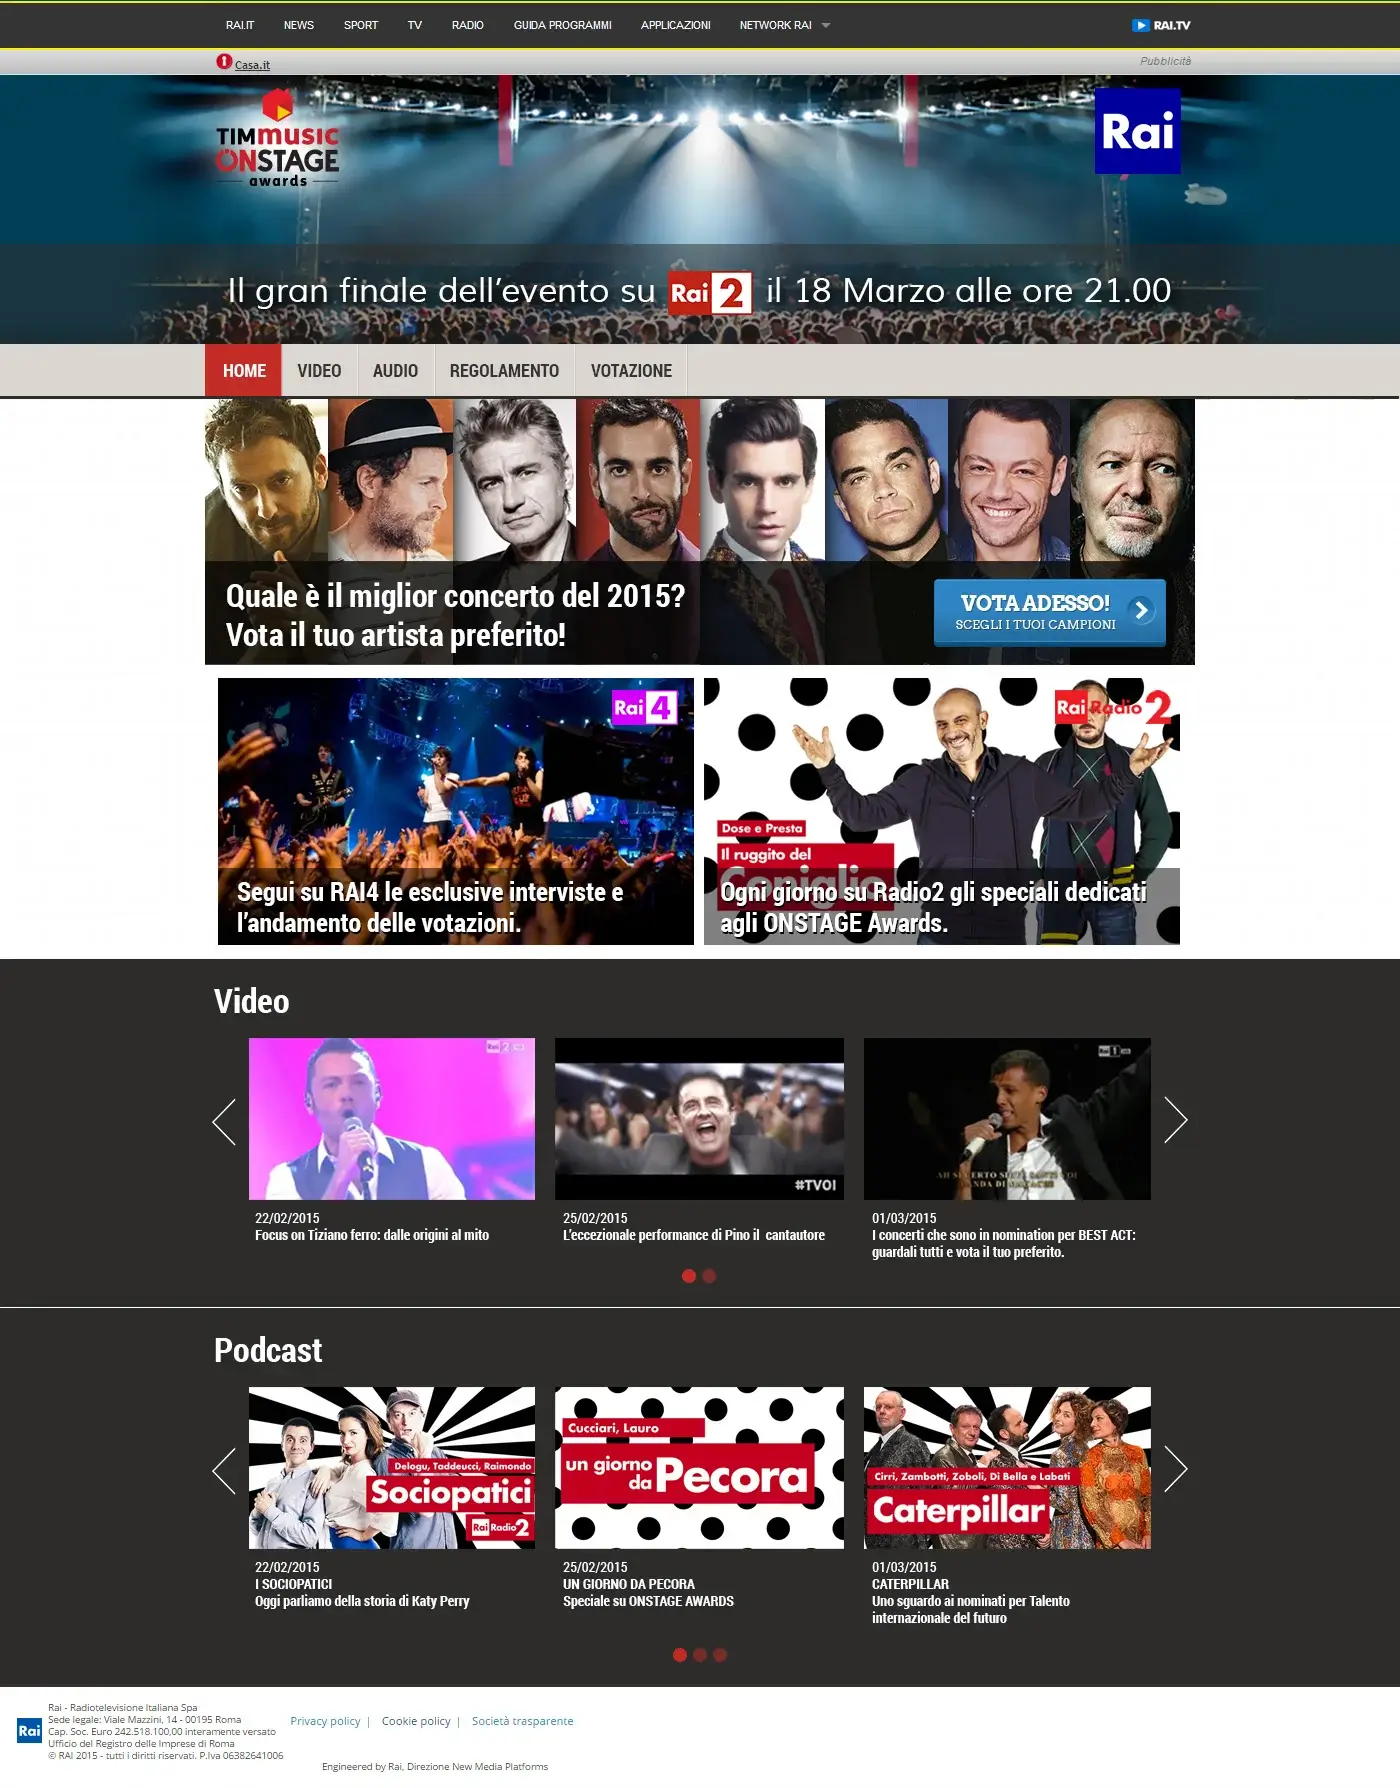 RAI.IT NEWS SPORT TV RADIO GUIDA PROGRAMMI APPLICAZIONI NETWORK RAI RAI.TV
Casa.it Pubblicità
TIMMUSIC
ONSTAGE
awards
Rai
Il gran finale dell'evento su Rai 2 il 18 Marzo alle ore 21.00
HOME VIDEO AUDIO REGOLAMENTO VOTAZIONE
Quale è il miglior concerto del 2015?
Vota il tuo artista preferito!
VOTA ADESSO!
SCEGLI I TUOI CAMPIONI
Rai 4
Segui su RAI4 le esclusive interviste e
l'andamento delle votazioni.
Rai Radio 2
Dose e Presta
Il ruggito del
Coniglio
Ogni giorno su Radio2 gli speciali dedicati
agli ONSTAGE Awards.
Video
Rai 2
#TVOI
Rai 1
22/02/2015
Focus on Tiziano ferro: dalle origini al mito
25/02/2015
L'eccezionale performance di Pino il cantautore
01/03/2015
I concerti che sono in nomination per BEST ACT:
guardali tutti e vota il tuo preferito.
Podcast
Delogu, Taddeucci, Raimondo
Sociopatici
Rai Radio 2
Cucciari, Lauro
un giorno
da Pecora
Cirri, Zambotti, Zoboli, Di Bella e Labati
Caterpillar
22/02/2015
I SOCIOPATICI
Oggi parliamo della storia di Katy Perry
25/02/2015
UN GIORNO DA PECORA
Speciale su ONSTAGE AWARDS
01/03/2015
CATERPILLAR
Uno sguardo ai nominati per Talento
internazionale del futuro
Rai
Rai - Radiotelevisione Italiana Spa
Sede legale: Viale Mazzini, 14 - 00195 Roma
Cap. Soc. Euro 242.518.100,00 interamente versato
Ufficio del Registro delle Imprese di Roma
© RAI 2015 - tutti i diritti riservati. P.Iva 06382641006
Privacy policy | Cookie policy | Società trasparente
Engineered by Rai, Direzione New Media Platforms